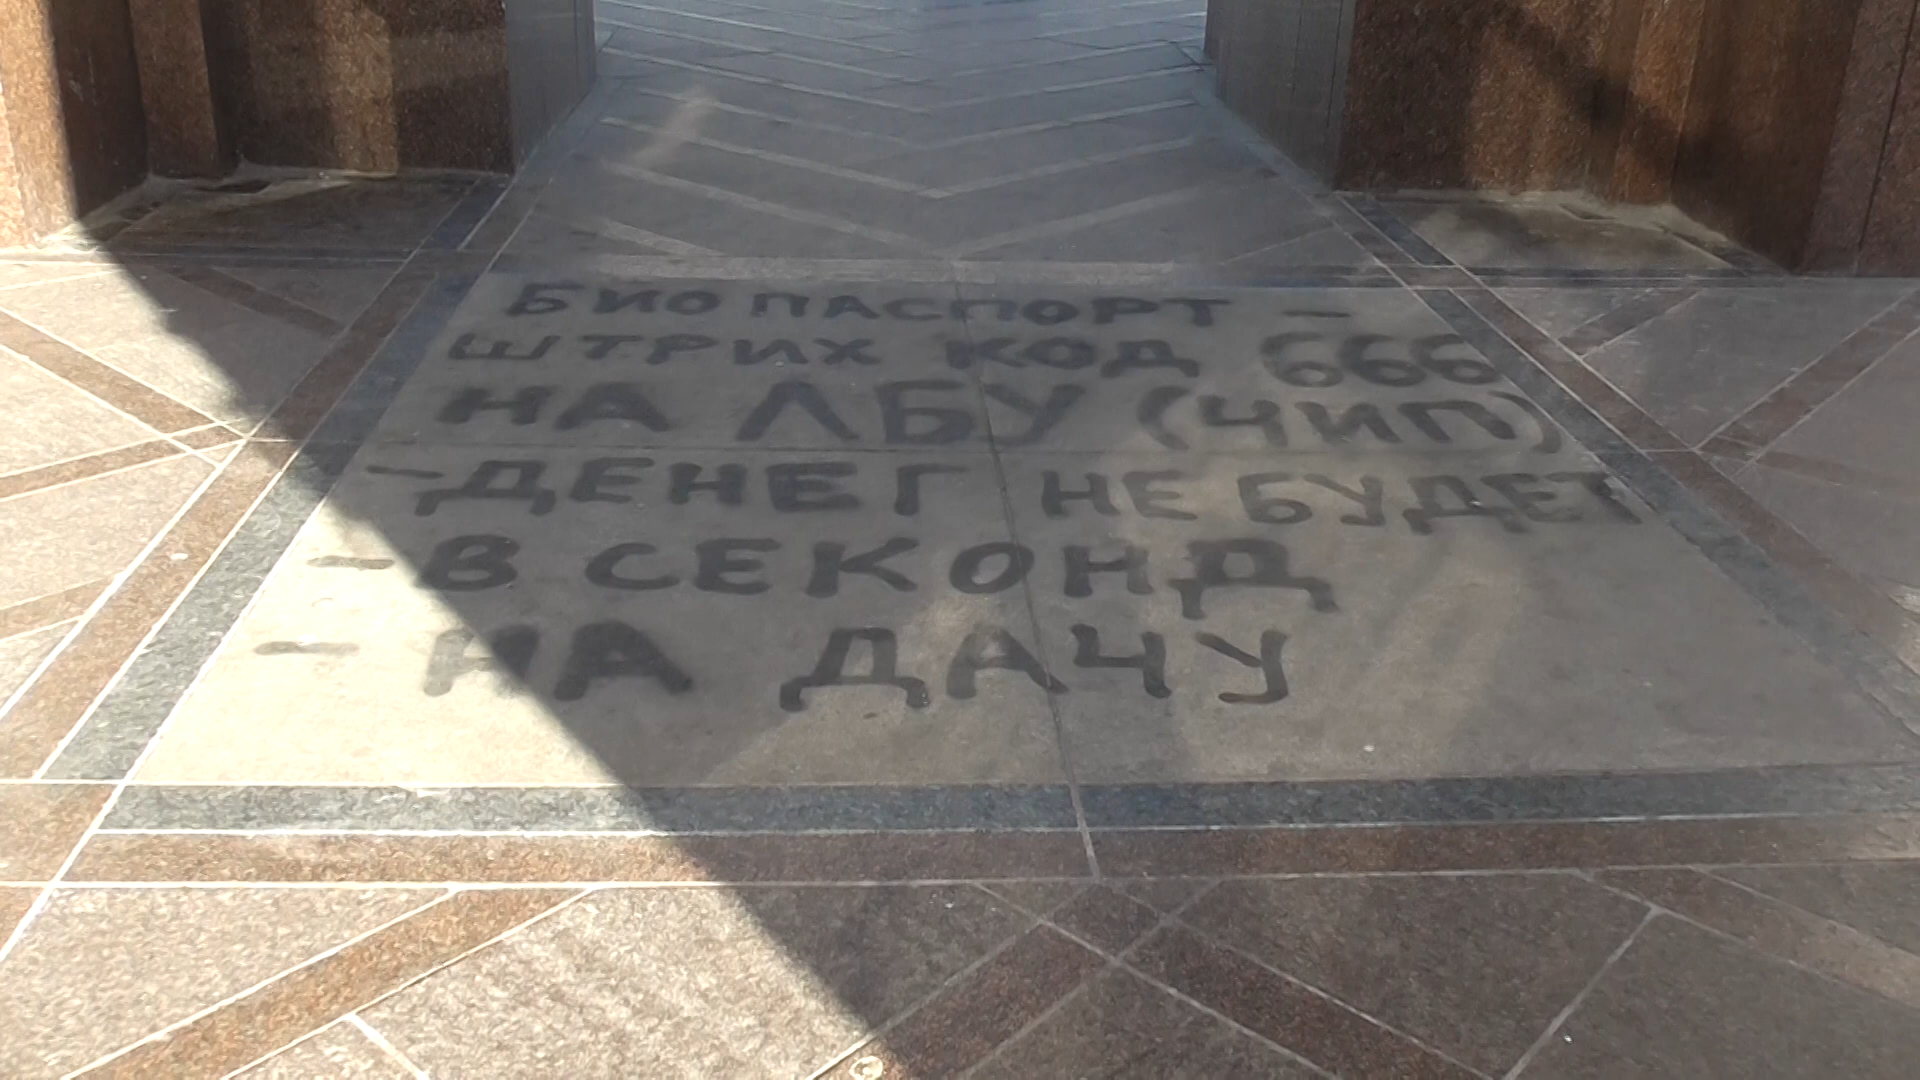 БИО ПАСПОРТ –
ШТРИХ КОД 666
НА ЛБУ (ЧИП)
- ДЕНЕГ НЕ БУДЕТ
- В СЕКОНД
- НА ДАЧУ